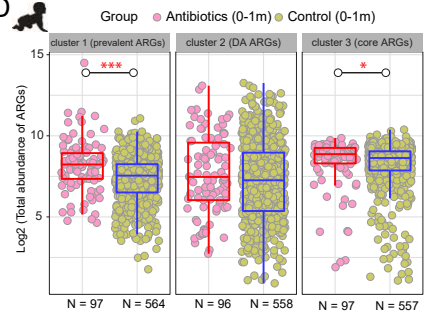 D
Group Antibiotics (0-1m) Control (0-1m)
cluster 1 (prevalent ARGs) cluster 2 (DA ARGs) cluster 3 (core ARGs)
Log2 (Total abundance of ARGs)
15
10
5
*** *
N = 97 N = 564 N = 96 N = 558 N = 97 N = 557